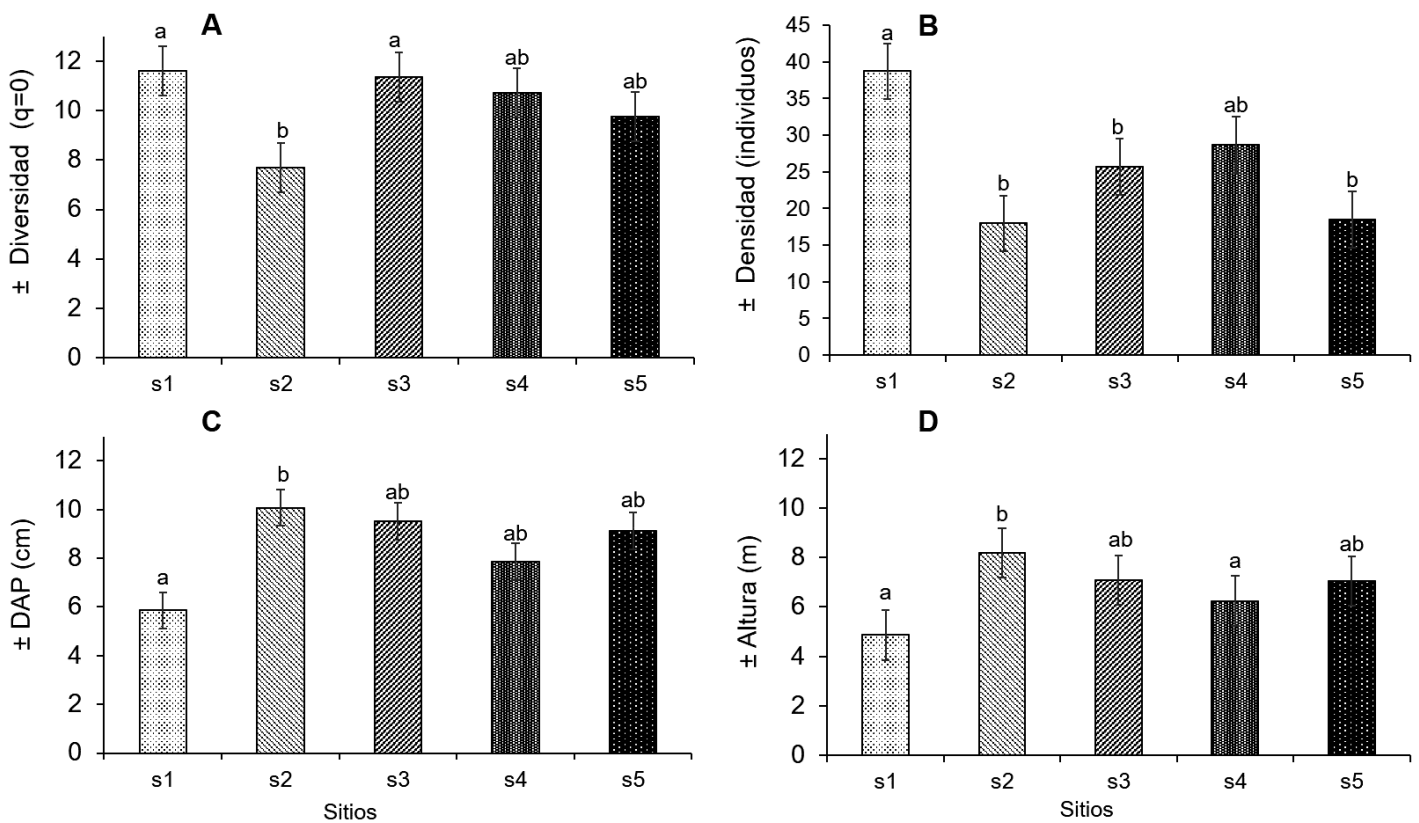 A
± Diversidad (q=0)
12
10
8
6
4
2
0
a
b
a
ab
ab
s1 s2 s3 s4 s5
B
± Densidad (individuos)
45
40
35
30
25
20
15
10
5
0
a
b
b
ab
b
s1 s2 s3 s4 s5
C
± DAP (cm)
12
10
8
6
4
2
0
a
b
ab
ab
ab
s1 s2 s3 s4 s5
Sitios
D
± Altura (m)
12
10
8
6
4
2
0
a
b
ab
a
ab
s1 s2 s3 s4 s5
Sitios